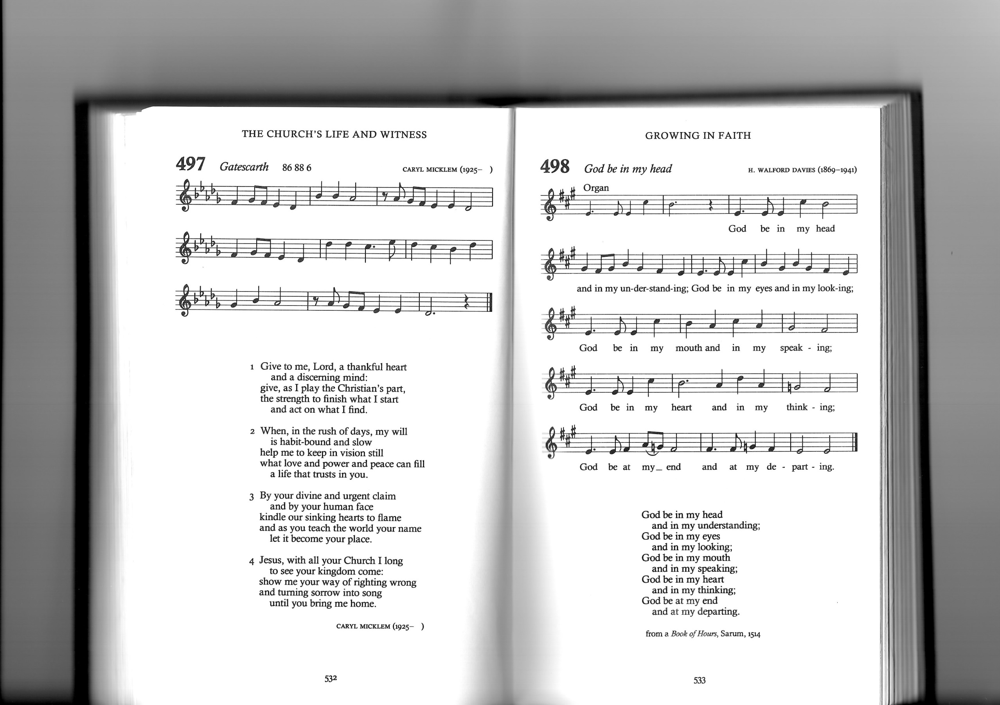 THE CHURCH'S LIFE AND WITNESS
497 Gatescarth 86 88 6 CARYL MICKLEM (1925– )
1 Give to me, Lord, a thankful heart
and a discerning mind:
give, as I play the Christian's part,
the strength to finish what I start
and act on what I find.
2 When, in the rush of days, my will
is habit-bound and slow
help me to keep in vision still
what love and power and peace can fill
a life that trusts in you.
3 By your divine and urgent claim
and by your human face
kindle our sinking hearts to flame
and as you teach the world your name
let it become your place.
4 Jesus, with all your Church I long
to see your kingdom come:
show me your way of righting wrong
and turning sorrow into song
until you bring me home.
CARYL MICKLEM (1925– )
532
GROWING IN FAITH
498 God be in my head H. WALFORD DAVIES (1869–1941)
Organ
God be in my head
and in my un-der-stand-ing; God be in my eyes and in my look-ing;
God be in my mouth and in my speak - ing;
God be in my heart and in my think - ing;
God be at my_ end and at my de - part - ing.
God be in my head
and in my understanding;
God be in my eyes
and in my looking;
God be in my mouth
and in my speaking;
God be in my heart
and in my thinking;
God be at my end
and at my departing.
from a Book of Hours, Sarum, 1514
533